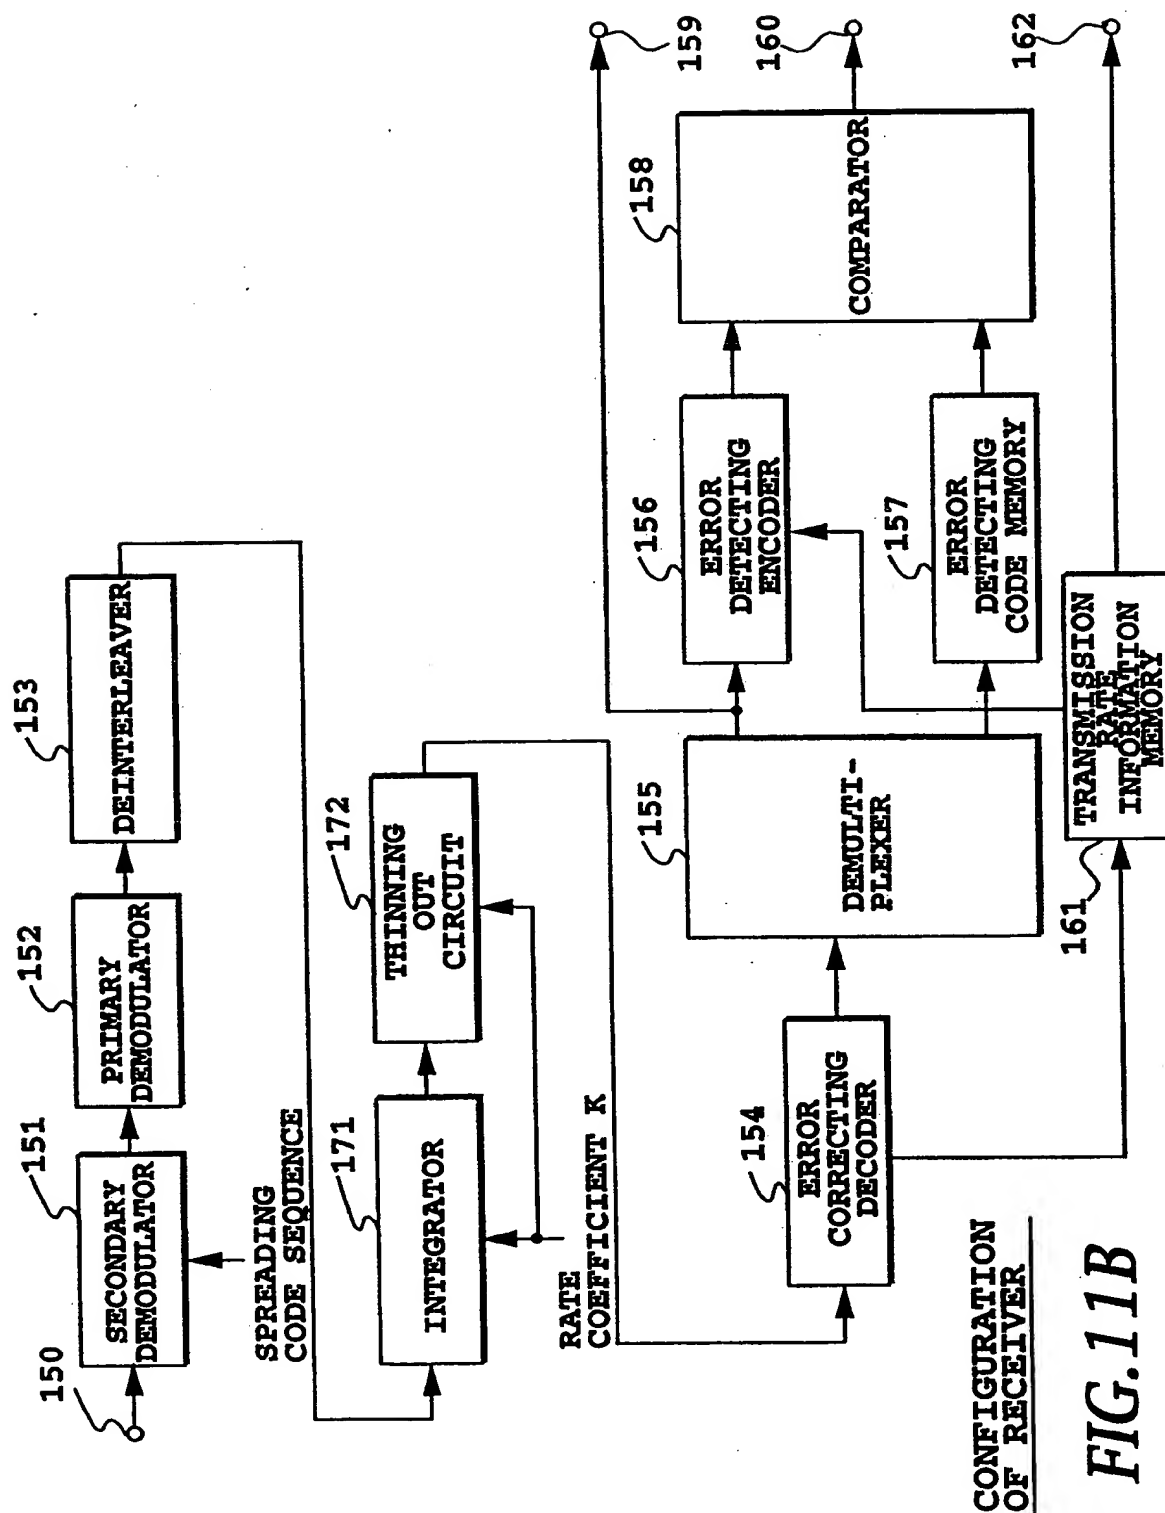 150
151
SECONDARY
DEMODULATOR
152
PRIMARY
DEMODULATOR
153
DEINTERLEAVER
SPREADING
CODE SEQUENCE
171
INTEGRATOR
172
THINNING
OUT
CIRCUIT
RATE
COEFFICIENT K
154
ERROR
CORRECTING
DECODER
155
DEMULTI-
PLEXER
156
ERROR
DETECTING
ENCODER
157
ERROR
DETECTING
CODE MEMORY
158
COMPARATOR
159
160
161
TRANSMISSION
RATE
INFORMATION
MEMORY
162
CONFIGURATION
OF RECEIVER
FIG.11B